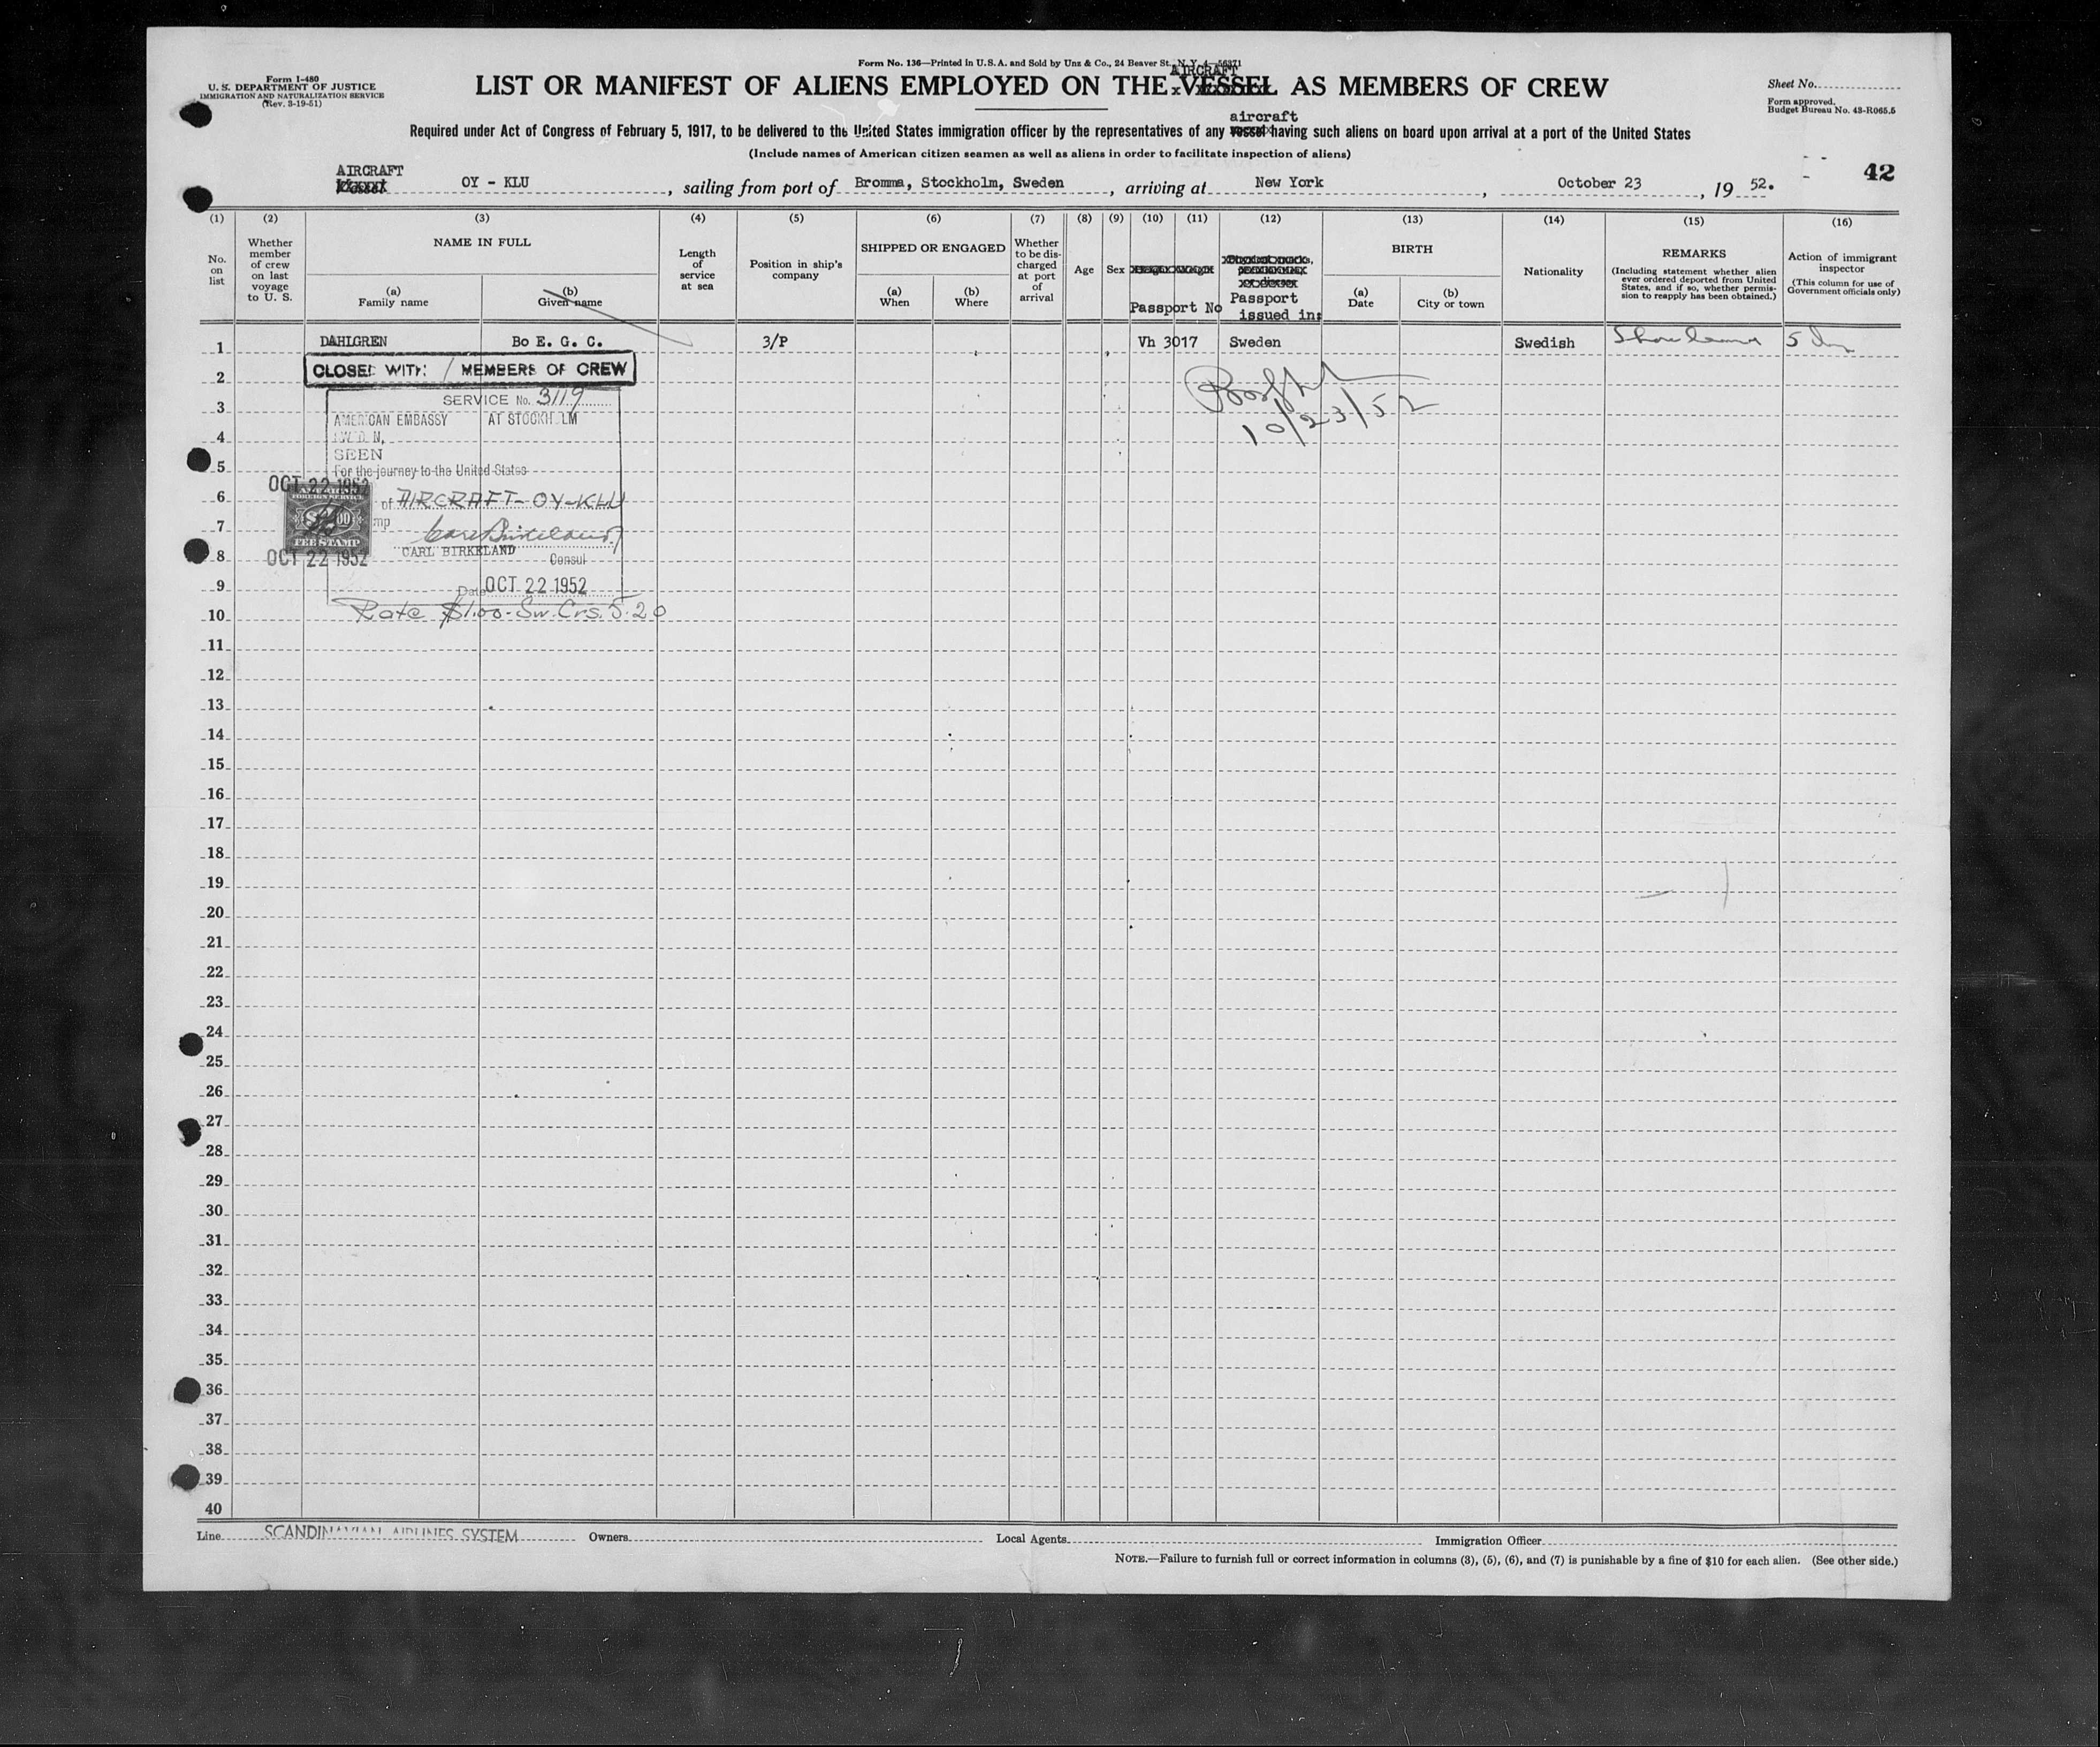 Form I-480
U. S. DEPARTMENT OF JUSTICE
IMMIGRATION AND NATURALIZATION SERVICE
(Rev. 3-19-51)
Form No. 136—Printed in U.S.A. and Sold by Unz & Co., 24 Beaver St., N. Y. 4—56371
AIRCRAFT
LIST OR MANIFEST OF ALIENS EMPLOYED ON THE VESSEL AS MEMBERS OF CREW
Sheet No.
Form approved.
Budget Bureau No. 43-R065.5
aircraft
Required under Act of Congress of February 5, 1917, to be delivered to the United States immigration officer by the representatives of any vessel having such aliens on board upon arrival at a port of the United States
(Include names of American citizen seamen as well as aliens in order to facilitate inspection of aliens)
42
AIRCRAFT
OY - KLU, sailing from port of Bromma, Stockholm, Sweden, arriving at New York, October 23, 19 52.
(1) (2) (3) (4) (5) (6) (7) (8) (9) (10) (11) (12) (13) (14) (15) (16)
No. on list
Whether member of crew on last voyage to U. S.
NAME IN FULL
(a) Family name
(b) Given name
Length of service at sea
Position in ship's company
SHIPPED OR ENGAGED
(a) When
(b) Where
Whether to be discharged at port of arrival
Age
Sex
Passport No
Passport issued in:
BIRTH
(a) Date
(b) City or town
Nationality
REMARKS
(Including statement whether alien ever ordered deported from United States, and if so, whether permission to reapply has been obtained.)
Action of immigrant inspector
(This column for use of Government officials only)
1 DAHLGREN Bo E. G. C. 3/P Vh 3017 Sweden Swedish
2 CLOSED WITH 1 MEMBERS OF CREW
3 SERVICE No. 3119
AMERICAN EMBASSY AT STOCKHOLM
10/23/52
4 SWEDEN,
SEEN
5 For the journey to the United States
OCT 22 1952
AMERICAN
FOREIGN SERVICE
$1.00
FEE STAMP
6 of AIRCRAFT-OY-KLU
7 Carl Birkeland
CARL BIRKELAND
8 OCT 22 1952
Consul
9 Date OCT 22 1952
10 Rate $1.00-Sw.Crs. 5.20
11
12
13
14
15
16
17
18
19
20
21
22
23
24
25
26
27
28
29
30
31
32
33
34
35
36
37
38
39
40
Line SCANDINAVIAN AIRLINES SYSTEM Owners Local Agents Immigration Officer
NOTE.—Failure to furnish full or correct information in columns (3), (5), (6), and (7) is punishable by a fine of $10 for each alien. (See other side.)